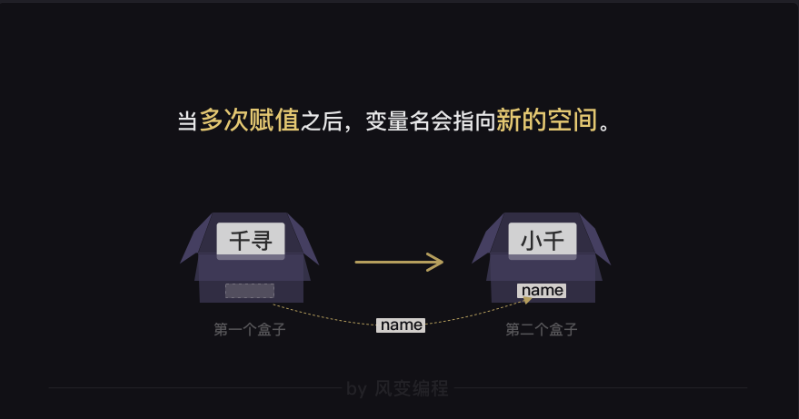 当多次赋值之后，变量名会指向新的空间。
千寻
小千
name
name
第一个盒子
第二个盒子
by 风变编程